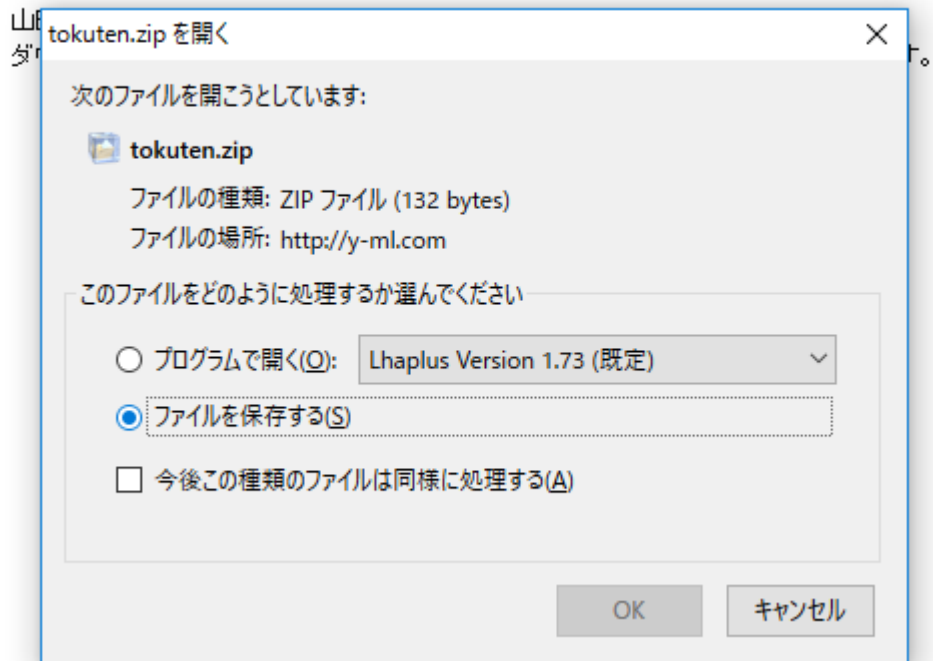 山
tokuten.zip を開く
ダ
す。
次のファイルを開こうとしています:
tokuten.zip
ファイルの種類: ZIP ファイル (132 bytes)
ファイルの場所: http://y-ml.com
このファイルをどのように処理するか選んでください
プログラムで開く(O): Lhaplus Version 1.73 (既定)
ファイルを保存する(S)
今後この種類のファイルは同様に処理する(A)
OK キャンセル